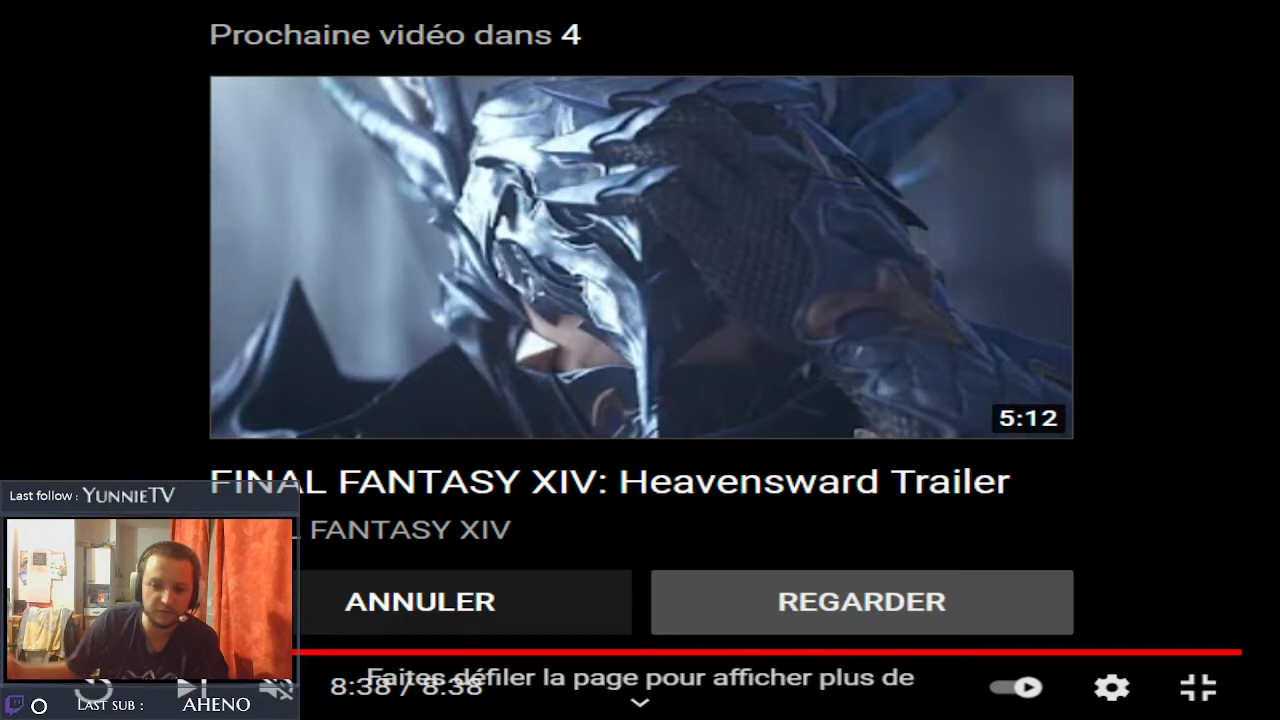 Prochaine vidéo dans 4
5:12
FINAL FANTASY XIV: Heavensward Trailer
FANTASY XIV
Last follow : YUNNIETV
ANNULER
REGARDER
8:38 / 8:38
Faites défiler la page pour afficher plus de
LAST SUB :
AHENO